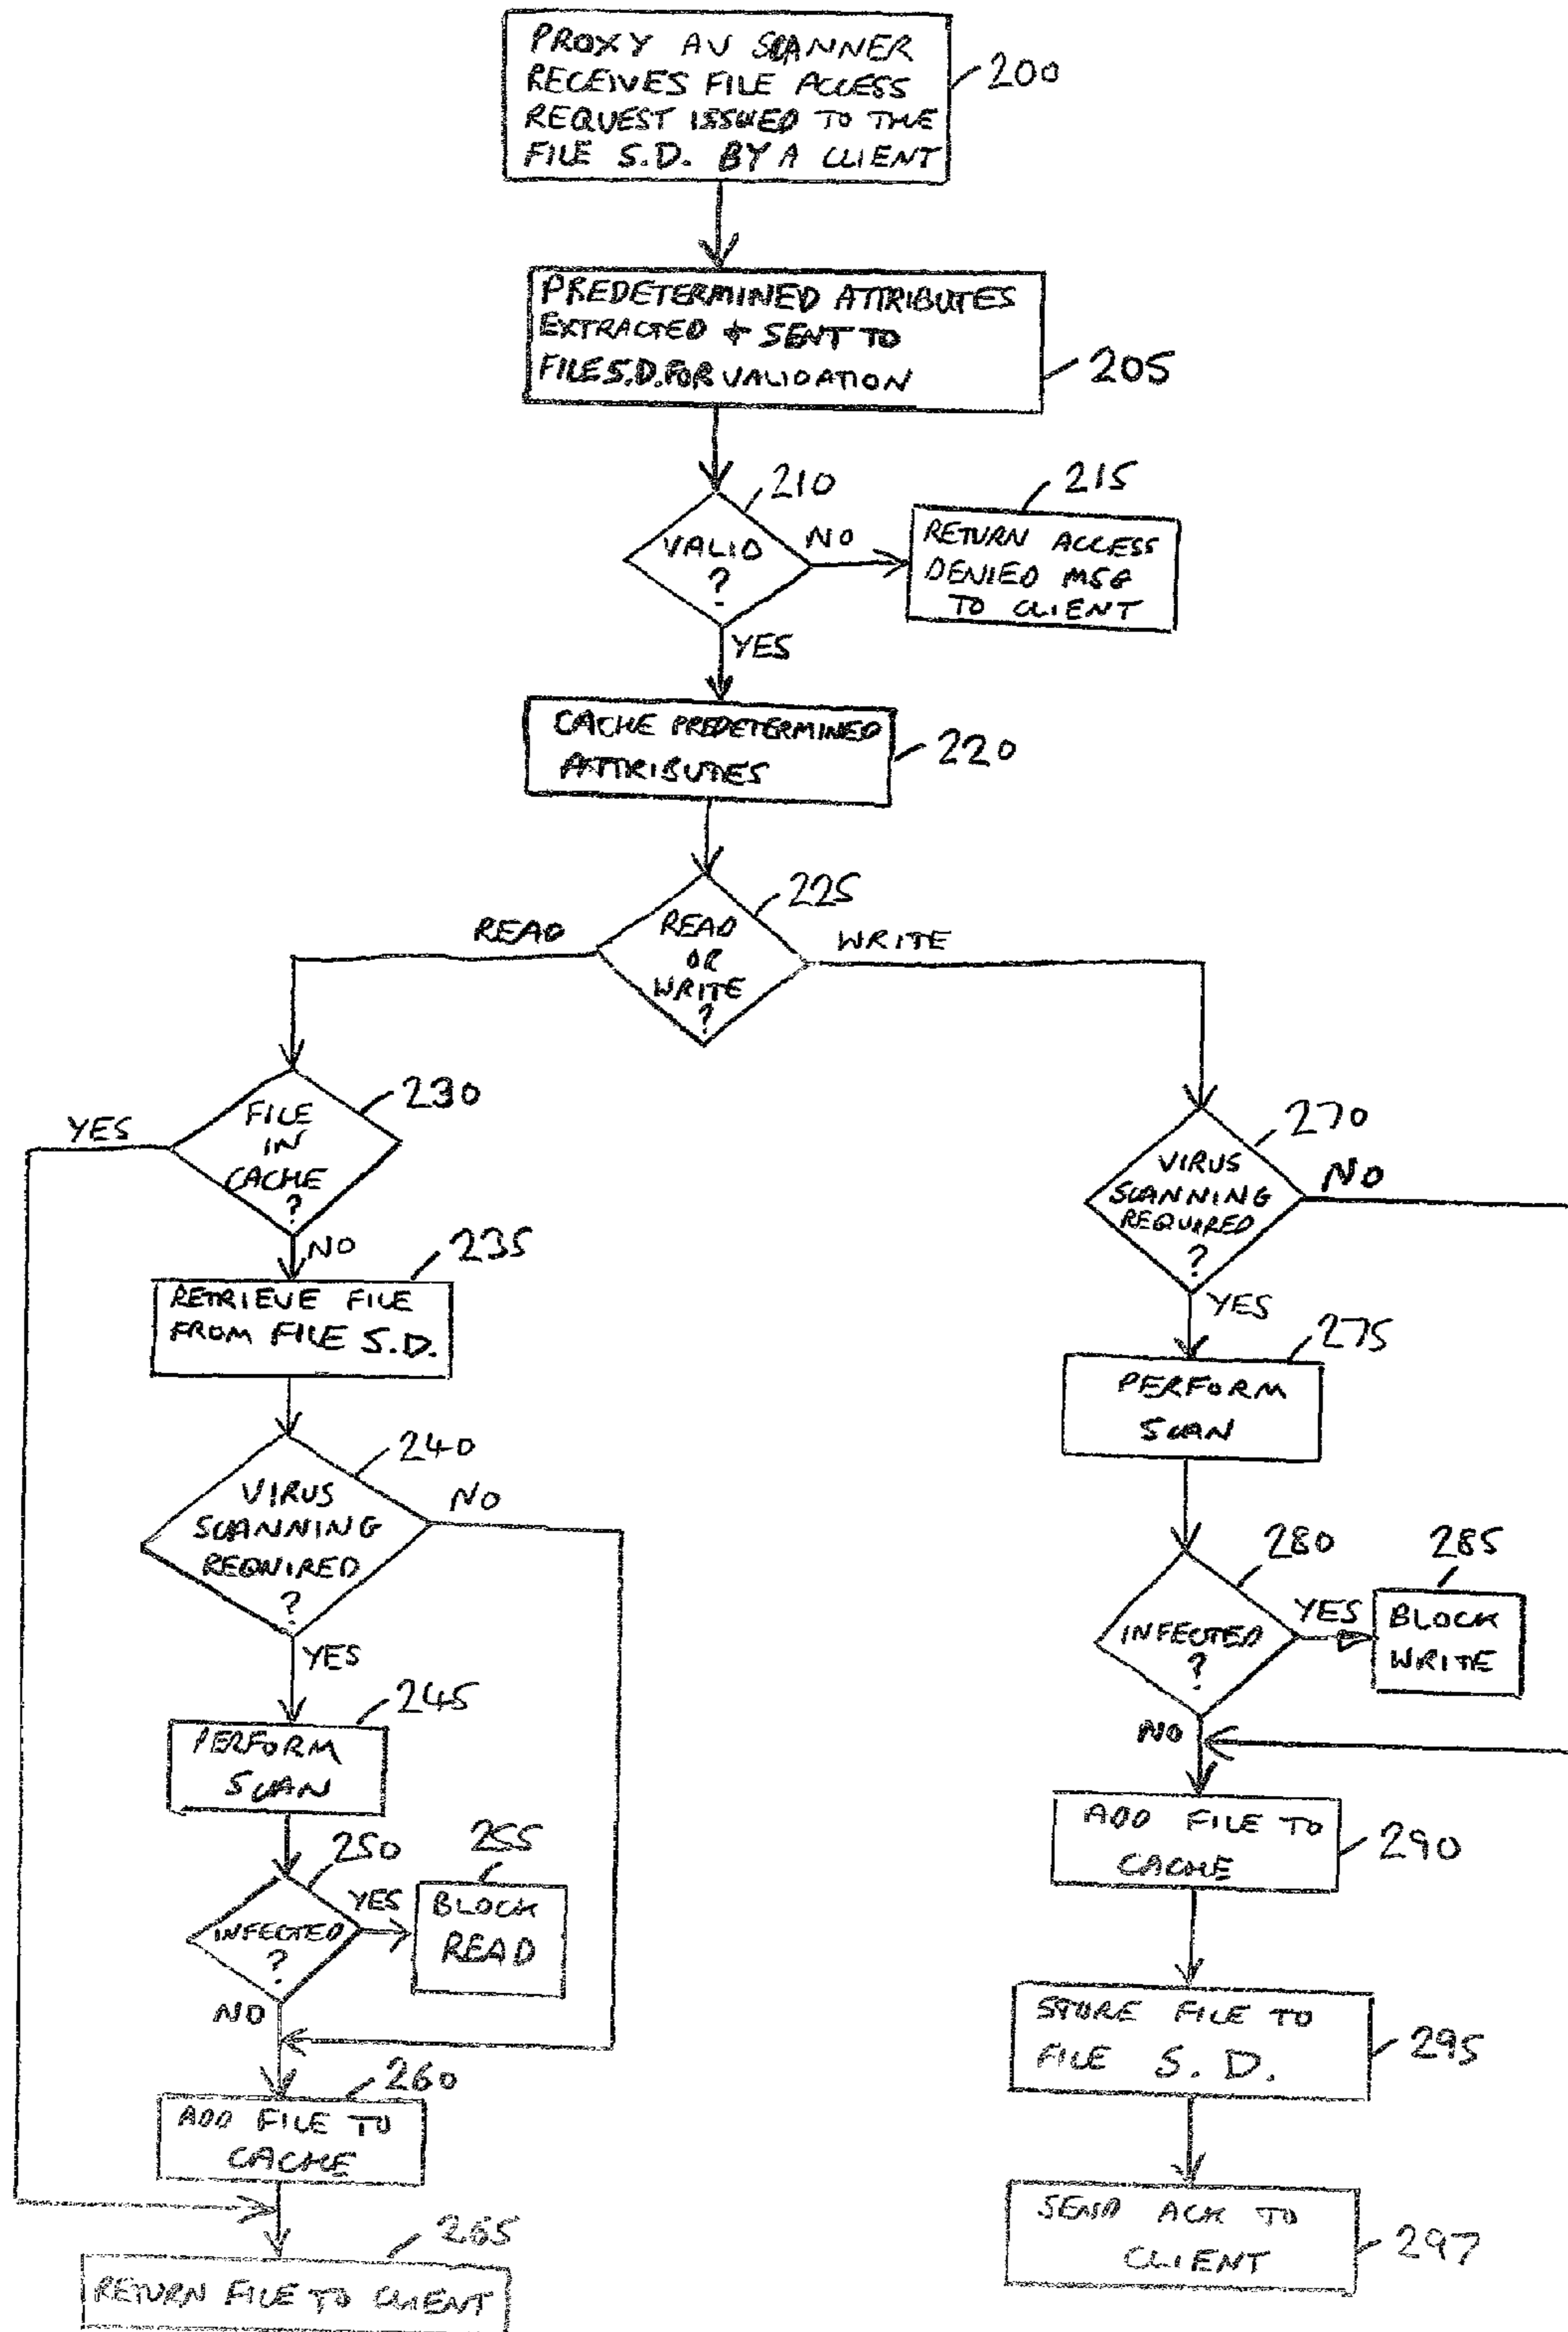 PROXY AV SCANNER
RECEIVES FILE ACCESS
REQUEST ISSUED TO THE
FILE S.D. BY A CLIENT
200
PREDETERMINED ATTRIBUTES
EXTRACTED + SENT TO
FILE S.D. FOR VALIDATION
205
210
VALID
?
NO
215
RETURN ACCESS
DENIED MSG
TO CLIENT
YES
CACHE PREDETERMINED
ATTRIBUTES
220
225
READ
OR
WRITE
?
READ
WRITE
230
FILE
IN
CACHE
?
YES
NO
235
RETRIEVE FILE
FROM FILE S.D.
240
VIRUS
SCANNING
REQUIRED
?
NO
YES
245
PERFORM
SCAN
250
INFECTED
?
YES
255
BLOCK
READ
NO
260
ADD FILE TO
CACHE
265
RETURN FILE TO CLIENT
270
VIRUS
SCANNING
REQUIRED
?
NO
YES
275
PERFORM
SCAN
280
INFECTED
?
YES
285
BLOCK
WRITE
NO
ADD FILE TO
CACHE
290
STORE FILE TO
FILE S.D.
295
SEND ACK TO
CLIENT
297